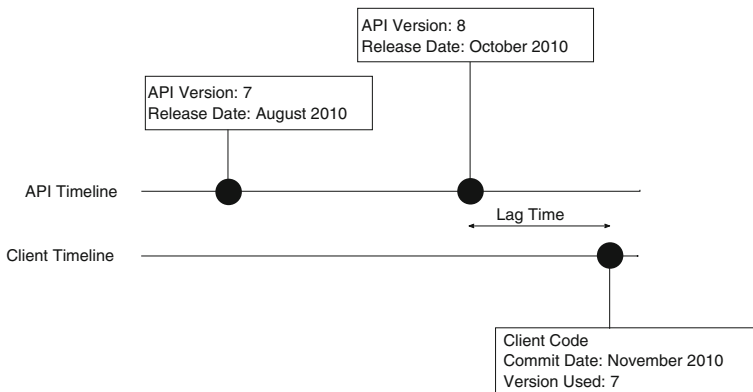 API Version: 8
Release Date: October 2010
API Version: 7
Release Date: August 2010
API Timeline
Lag Time
Client Timeline
Client Code
Commit Date: November 2010
Version Used: 7